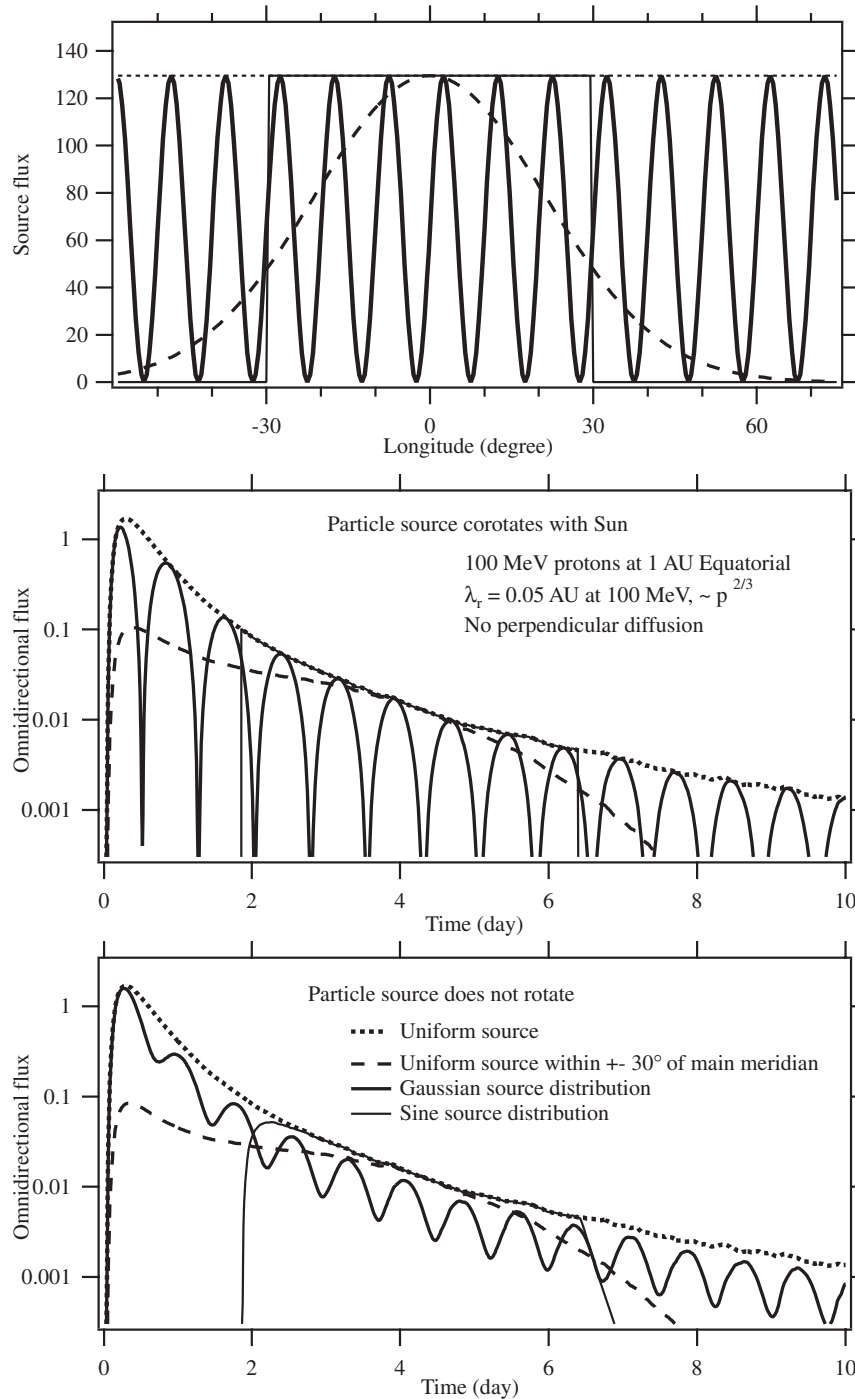 140
120
100
80
60
40
20
0
Source flux
-30 0 30 60
Longitude (degree)
Particle source corotates with Sun
100 MeV protons at 1 AU Equatorial
λr = 0.05 AU at 100 MeV, ~ p 2/3
No perpendicular diffusion
1
0.1
0.01
0.001
Omnidirectional flux
0 2 4 6 8 10
Time (day)
Particle source does not rotate
Uniform source
Uniform source within +- 30° of main meridian
Gaussian source distribution
Sine source distribution
1
0.1
0.01
0.001
Omnidirectional flux
0 2 4 6 8 10
Time (day)